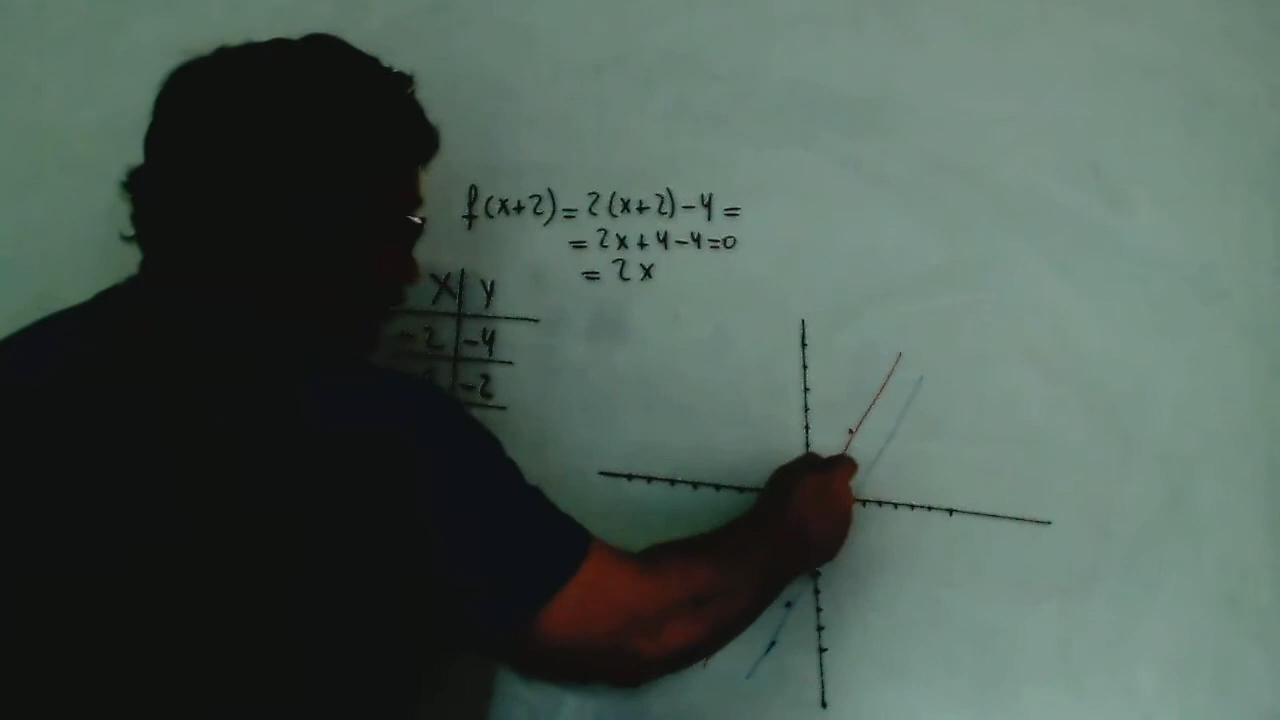 f(x+2)=2(x+2)-4=
=2x+4-4=0
=2x
X y
-2 -4
-2